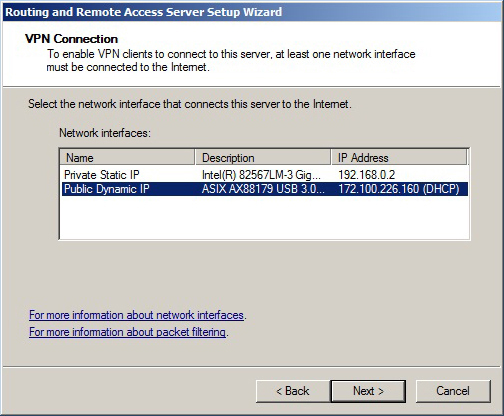 Routing and Remote Access Server Setup Wizard
VPN Connection
To enable VPN clients to connect to this server, at least one network interface
must be connected to the Internet.
Select the network interface that connects this server to the Internet.
Network interfaces:
Name Description IP Address
Private Static IP Intel(R) 82567LM-3 Gig... 192.168.0.2
Public Dynamic IP ASIX AX88179 USB 3.0... 172.100.226.160 (DHCP)
For more information about network interfaces.
For more information about packet filtering.
< Back Next > Cancel